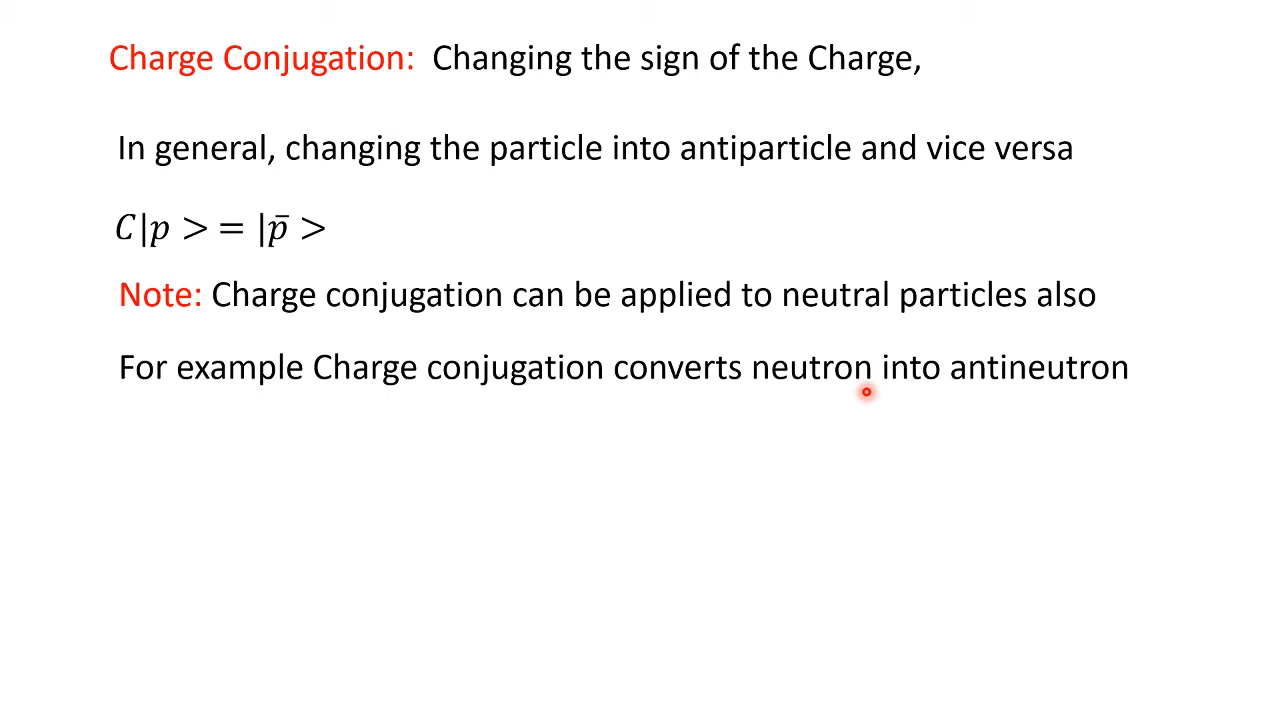 Charge Conjugation: Changing the sign of the Charge,
In general, changing the particle into antiparticle and vice versa
C|p > = |p̄ >
Note: Charge conjugation can be applied to neutral particles also
For example Charge conjugation converts neutron into antineutron